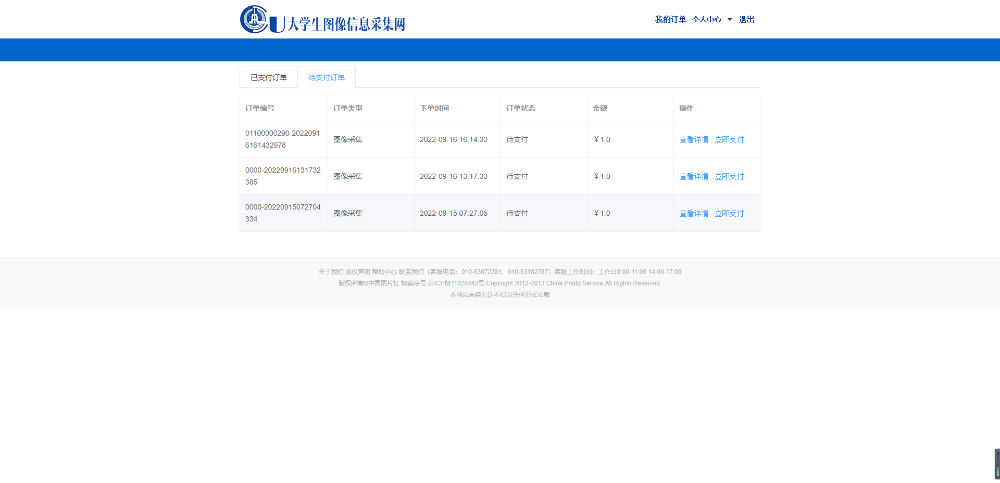 XINHUA
U大学生图像信息采集网
我的订单 个人中心 退出
已支付订单 待支付订单
订单编号 订单类型 下单时间 订单状态 金额 操作
01100000290-2022091
6161432978
图像采集 2022-09-16 16:14:33 待支付 ￥1.0 查看详情 立即支付
0000-20220916131732
385
图像采集 2022-09-16 13:17:33 待支付 ￥1.0 查看详情 立即支付
0000-20220915072704
334
图像采集 2022-09-15 07:27:05 待支付 ￥1.0 查看详情 立即支付
关于我们 版权声明 帮助中心 联系我们（客服电话：010-63072281、010-63182787）客服工作时间：工作日8:00-11:00 14:00-17:00
版权所有©中国图片社 备案序号:京ICP备11020442号 Copyright 2012-2013 China Photo Service.All Rights Reserved.
本网站未经允许不得以任何形式转载